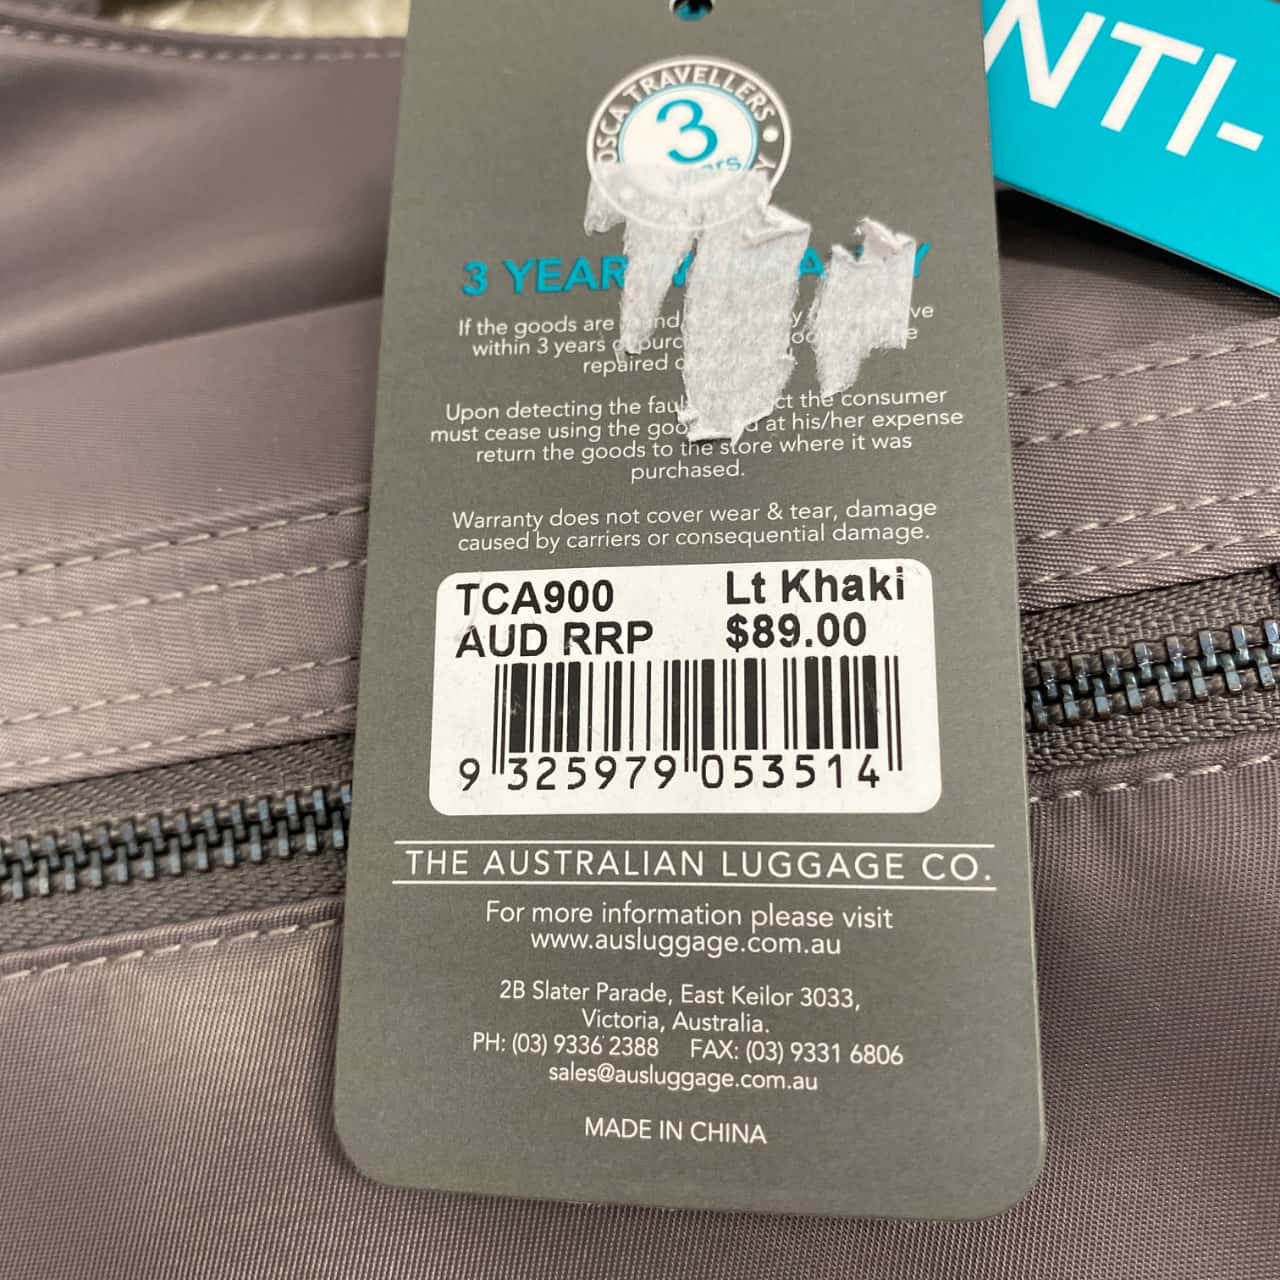 NTI-
OSCA TRAVELLERS
3
3 YEAR
If the goods are
within 3 years
repaired
Upon detecting the the consumer
must cease using the at his/her expense
return the goods to the store where it was
purchased.
Warranty does not cover wear & tear, damage
caused by carriers or consequential damage.
TCA900 Lt Khaki
AUD RRP $89.00
9 325979 053514
THE AUSTRALIAN LUGGAGE CO.
For more information please visit
www.ausluggage.com.au
2B Slater Parade, East Keilor 3033,
Victoria, Australia.
PH: (03) 9336 2388 FAX: (03) 9331 6806
sales@ausluggage.com.au
MADE IN CHINA